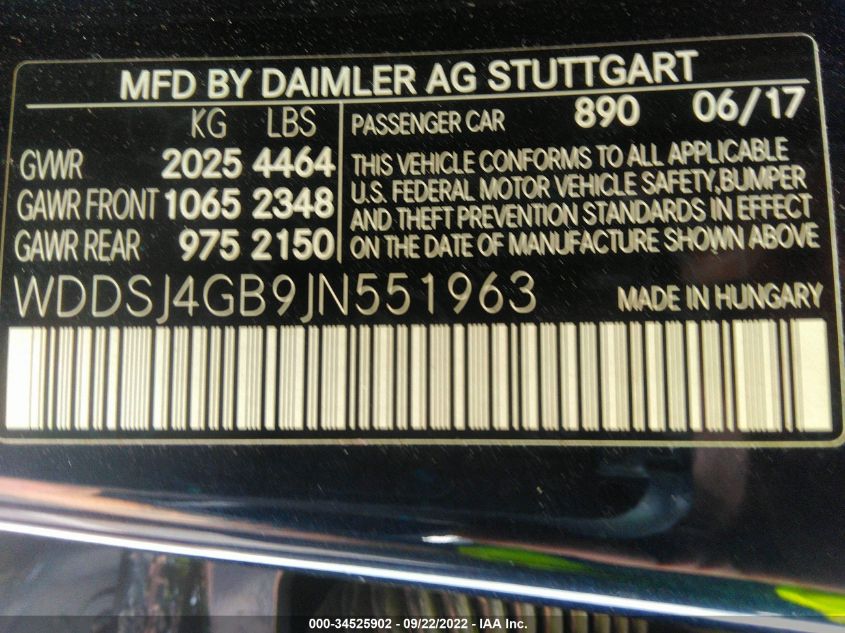 MFD BY DAIMLER AG STUTTGART
KG LBS
GVWR 2025 4464
GAWR FRONT 1065 2348
GAWR REAR 975 2150
PASSENGER CAR 890 06/17
THIS VEHICLE CONFORMS TO ALL APPLICABLE
U.S. FEDERAL MOTOR VEHICLE SAFETY,BUMPER
AND THEFT PREVENTION STANDARDS IN EFFECT
ON THE DATE OF MANUFACTURE SHOWN ABOVE
WDDSJ4GB9JN551963 MADE IN HUNGARY
000-34525902 - 09/22/2022 - IAA Inc.